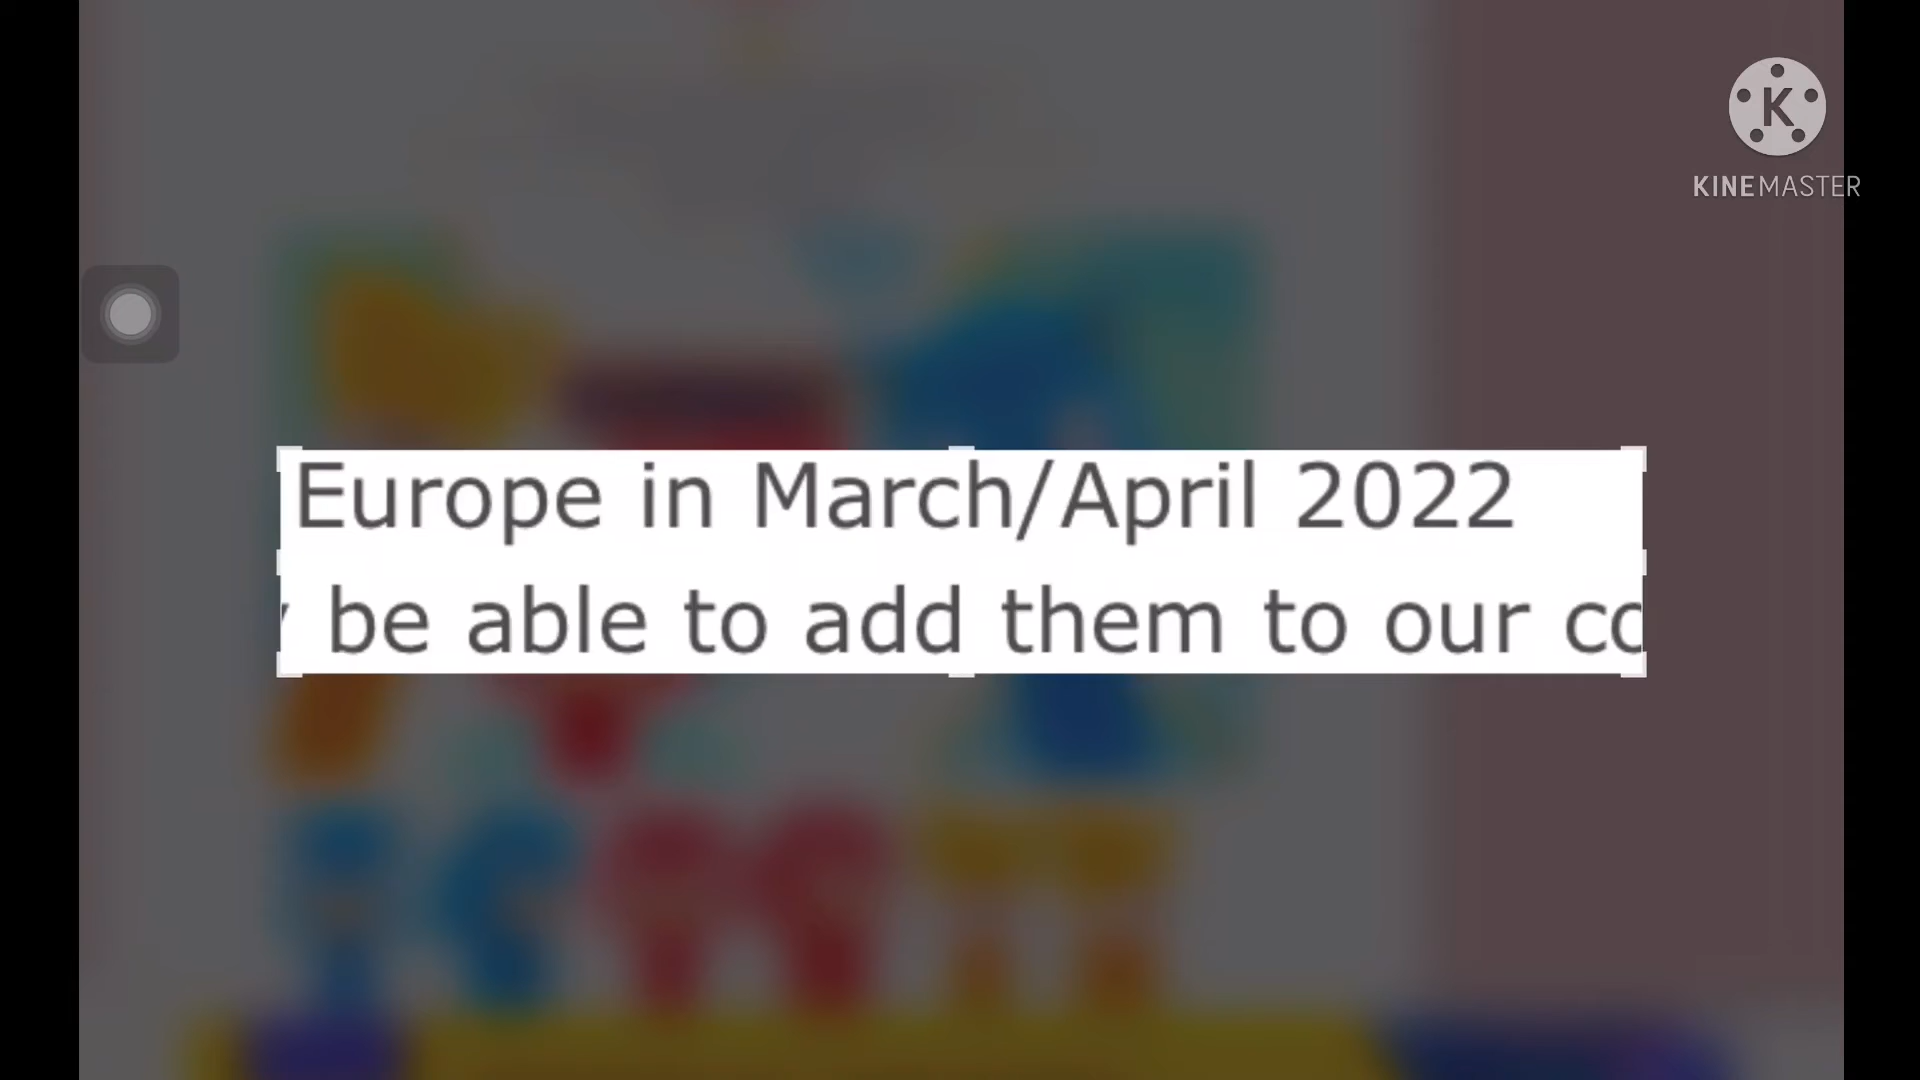 K
KINEMASTER
Europe in March/April 2022
be able to add them to our